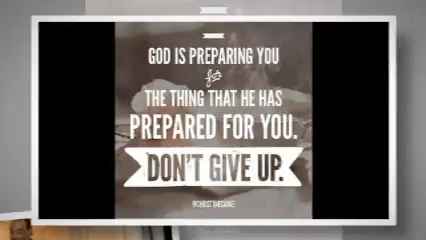 GOD IS PREPARING YOU
for
THE THING THAT HE HAS
PREPARED FOR YOU.
DON'T GIVE UP.